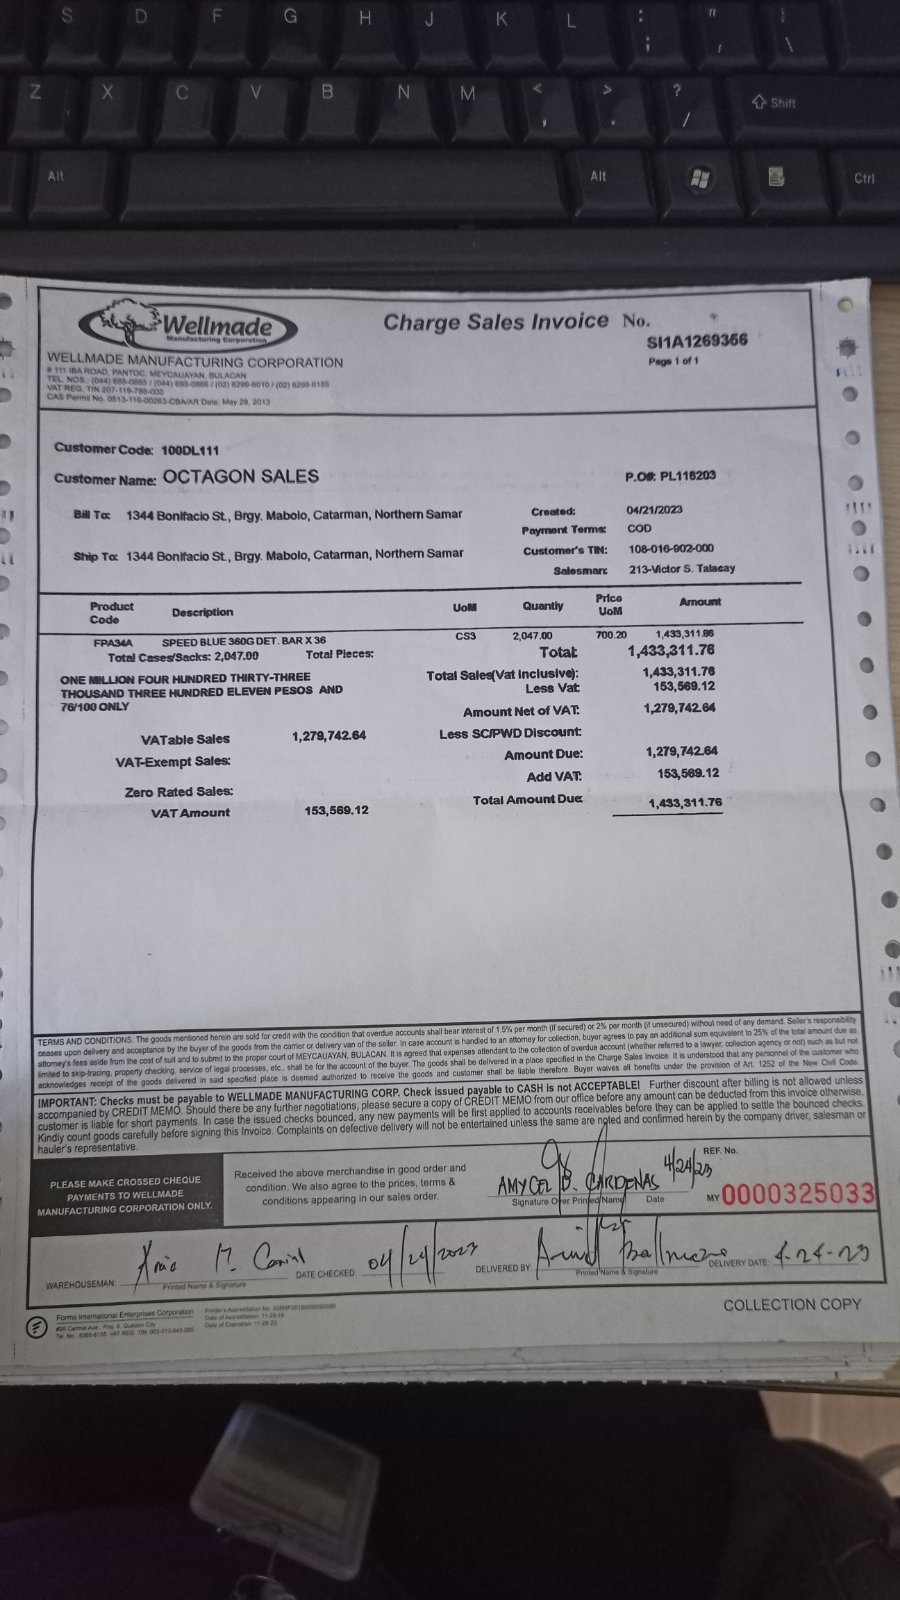 S D F G H J K L : ; " , | \
Z X C V B N M < , > . ? / Shift
Alt Alt Ctrl
Wellmade
Manufacturing Corporation
Charge Sales Invoice No.
SI1A1269356
Page 1 of 1
WELLMADE MANUFACTURING CORPORATION
# 111 IBA ROAD, PANTOC, MEYCAUAYAN, BULACAN
TEL. NOS.: (044) 695-0865 / (044) 695-0866 / (02) 8299-6010 / (02) 8299-6185
VAT REG. TIN 207-119-786-000
CAS Permit No. 0513-116-00263-CBA/AR Date. May 28, 2013
Customer Code: 100DL111
Customer Name: OCTAGON SALES
P.O#: PL116203
Bill To: 1344 Bonifacio St., Brgy. Mabolo, Catarman, Northern Samar
Created: 04/21/2023
Payment Terms: COD
Ship To: 1344 Bonifacio St., Brgy. Mabolo, Catarman, Northern Samar
Customer's TIN: 108-016-902-000
Salesman: 213-Victor S. Talacay
Product Code Description UoM Quantiy Price UoM Amount
FPA34A SPEED BLUE 360G DET. BAR X 36 CS3 2,047.00 700.20 1,433,311.86
Total Cases/Sacks: 2,047.00 Total Pieces: Total: 1,433,311.76
ONE MILLION FOUR HUNDRED THIRTY-THREE
THOUSAND THREE HUNDRED ELEVEN PESOS AND
76/100 ONLY
Total Sales(Vat Inclusive): 1,433,311.76
Less Vat: 153,569.12
Amount Net of VAT: 1,279,742.64
VATable Sales 1,279,742.64
Less SC/PWD Discount:
VAT-Exempt Sales:
Amount Due: 1,279,742.64
Add VAT: 153,569.12
Zero Rated Sales:
Total Amount Due: 1,433,311.76
VAT Amount 153,569.12
TERMS AND CONDITIONS: The goods mentioned herein are sold for credit with the condition that overdue accounts shall bear interest of 1.5% per month (if secured) or 2% per month (if unsecured) without need of any demand. Seller's responsibility
ceases upon delivery and acceptance by the buyer of the goods from the carrier or delivery van of the seller. In case account is handled to an attorney for collection, buyer agrees to pay an additional sum equivalent to 25% of the total amount due as
attorney's fees aside from the cost of suit and to submit to the proper court of MEYCAUAYAN, BULACAN. It is agreed that expenses attendant to the collection of overdue account (whether referred to a lawyer, collection agency or not) such as but not
limited to skip-tracing, property checking, service of legal processes, etc., shall be for the account of the buyer. The goods shall be delivered in a place specified in the Charge Sales Invoice. It is understood that any personnel of the customer who
acknowledges receipt of the goods delivered in said specified place is deemed authorized to receive the goods and customer shall be liable therefore. Buyer waives all benefits under the provision of Art. 1252 of the New Civil Code.
IMPORTANT: Checks must be payable to WELLMADE MANUFACTURING CORP. Check issued payable to CASH is not ACCEPTABLE! Further discount after billing is not allowed unless
accompanied by CREDIT MEMO. Should there be any further negotiations, please secure a copy of CREDIT MEMO from our office before any amount can be deducted from this invoice otherwise,
customer is liable for short payments. In case the issued checks bounced, any new payments will be first applied to accounts receivables before they can be applied to settle the bounced checks.
Kindly count goods carefully before signing this Invoice. Complaints on defective delivery will not be entertained unless the same are noted and confirmed herein by the company driver, salesman or
hauler's representative.
PLEASE MAKE CROSSED CHEQUE
PAYMENTS TO WELLMADE
MANUFACTURING CORPORATION ONLY.
Received the above merchandise in good order and
condition. We also agree to the prices, terms &
conditions appearing in our sales order.
AMYCEL B. CARDENAS 4/24/23
Signature Over Printed Name Date
REF. No.
MY 0000325033
WAREHOUSEMAN:
Printed Name & Signature
DATE CHECKED: 04/24/2023
DELIVERED BY
Printed Name & Signature
DELIVERY DATE 4-24-23
COLLECTION COPY
Forms International Enterprises Corporation